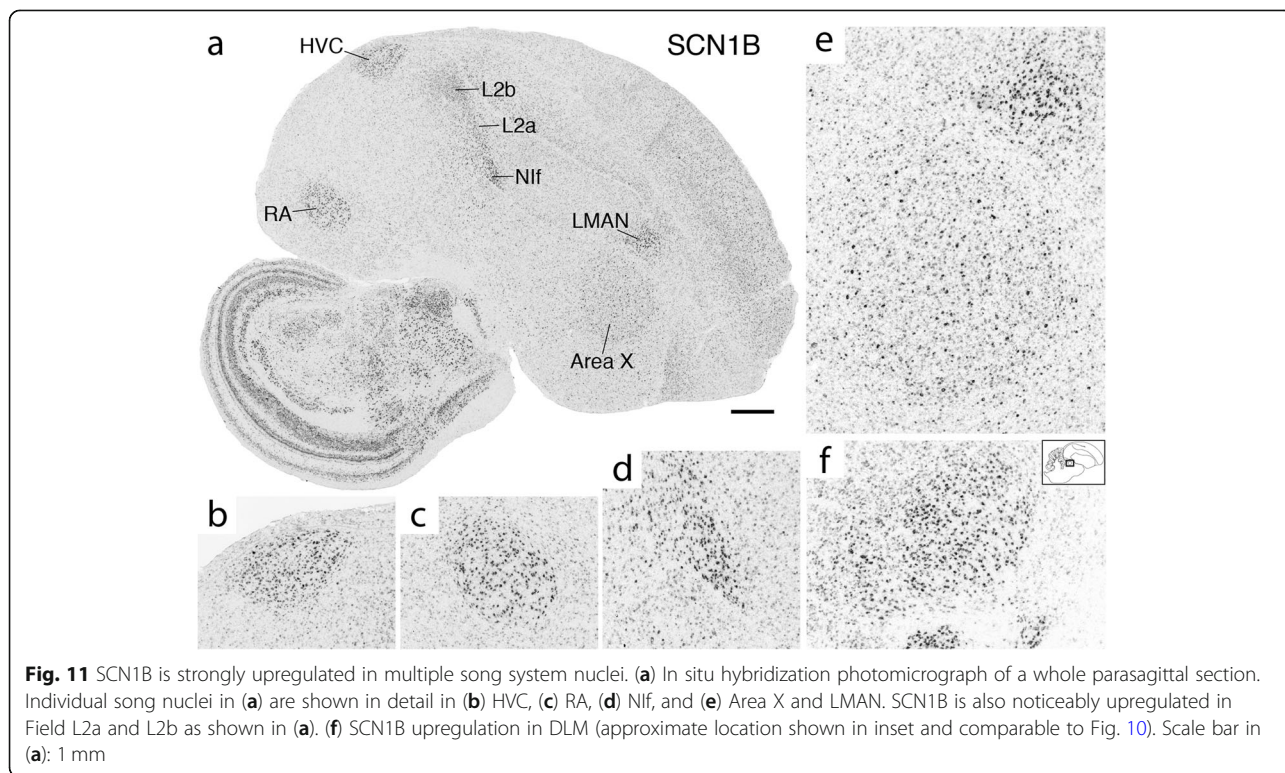 a
HVC
SCN1B
e
L2b
L2a
NIf
RA
LMAN
Area X
b
c
d
f
Fig. 11 SCN1B is strongly upregulated in multiple song system nuclei. (a) In situ hybridization photomicrograph of a whole parasagittal section.
Individual song nuclei in (a) are shown in detail in (b) HVC, (c) RA, (d) NIf, and (e) Area X and LMAN. SCN1B is also noticeably upregulated in
Field L2a and L2b as shown in (a). (f) SCN1B upregulation in DLM (approximate location shown in inset and comparable to Fig. 10). Scale bar in
(a): 1 mm